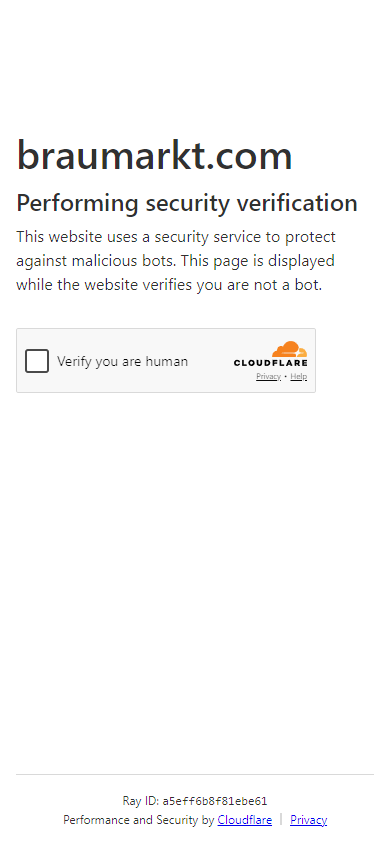 braumarkt.com
Performing security verification
This website uses a security service to protect
against malicious bots. This page is displayed
while the website verifies you are not a bot.
Verify you are human
CLOUDFLARE
Privacy • Help
Ray ID: a5eff6b8f81ebe61
Performance and Security by Cloudflare | Privacy